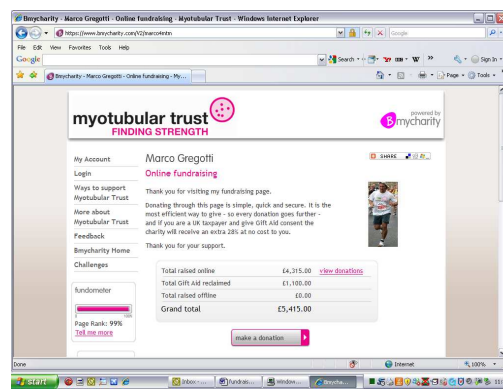 Bmycharity - Marco Gregotti - Online fundraising - Myotubular Trust - Windows Internet Explorer
https://www.bmycharity.com/V2/marco4mtm
Google
File Edit View Favorites Tools Help
Google
Search
Sign In
Bmycharity - Marco Gregotti - Online fundraising - My...
Page Tools
myotubular trust
FINDING STRENGTH
powered by
Bmycharity
My Account
Login
Ways to support
Myotubular Trust
More about
Myotubular Trust
Feedback
Bmycharity Home
Challenges
fundometer
Page Rank: 99%
Tell me more
Marco Gregotti
SHARE
Online fundraising
Thank you for visiting my fundraising page.
Donating through this page is simple, quick and secure. It is the
most efficient way to give - so every donation goes further -
and if you are a UK taxpayer and give Gift Aid consent the
charity will receive an extra 28% at no cost to you.
Thank you for your support.
Total raised online £4,315.00 view donations
Total Gift Aid reclaimed £1,100.00
Total raised offline £0.00
Grand total £5,415.00
make a donation
Done
Internet
100%
start
Inbox - ...
fundrais...
Window...
Bmycha...